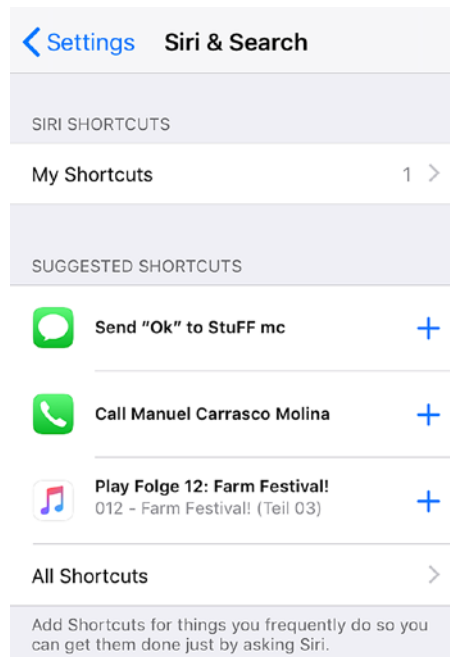 Settings Siri & Search
SIRI SHORTCUTS
My Shortcuts 1
SUGGESTED SHORTCUTS
Send “Ok” to StuFF mc
Call Manuel Carrasco Molina
Play Folge 12: Farm Festival!
012 - Farm Festival! (Teil 03)
All Shortcuts
Add Shortcuts for things you frequently do so you
can get them done just by asking Siri.